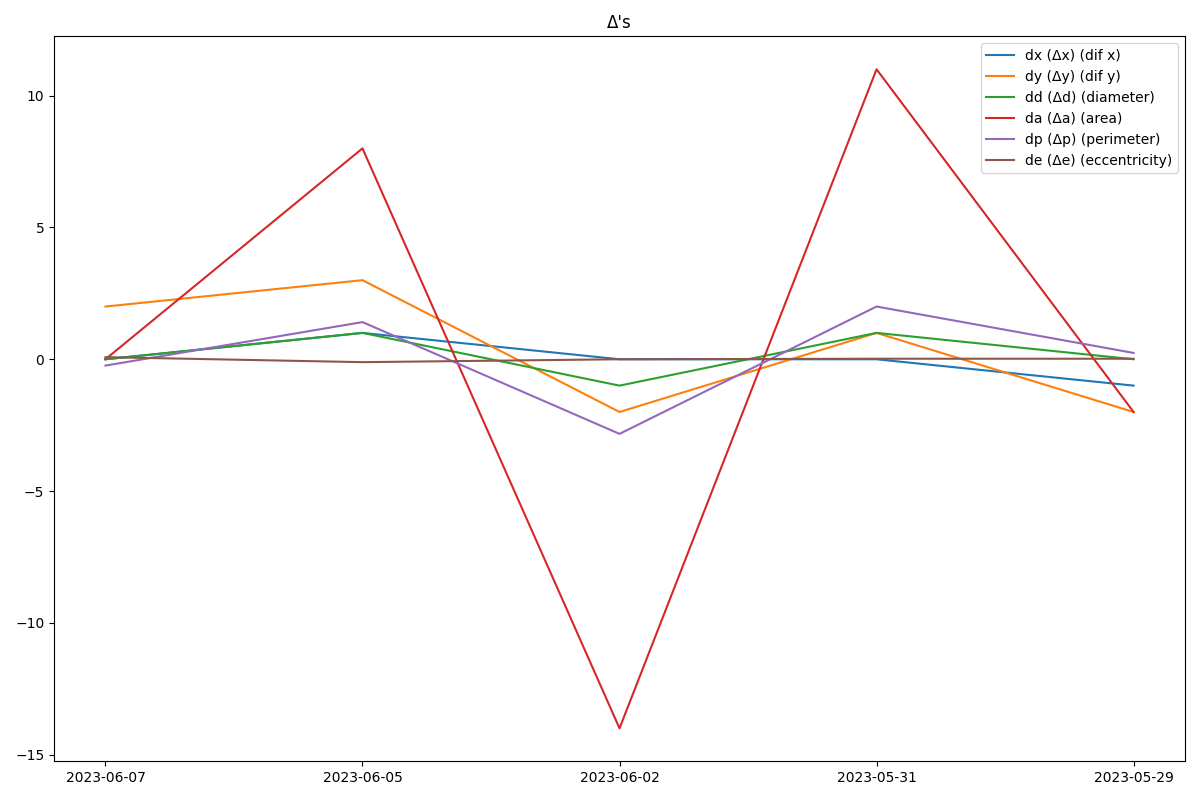 Δ's
dx (Δx) (dif x)
dy (Δy) (dif y)
dd (Δd) (diameter)
da (Δa) (area)
dp (Δp) (perimeter)
de (Δe) (eccentricity)
10
5
0
−5
−10
−15
2023-06-07 2023-06-05 2023-06-02 2023-05-31 2023-05-29